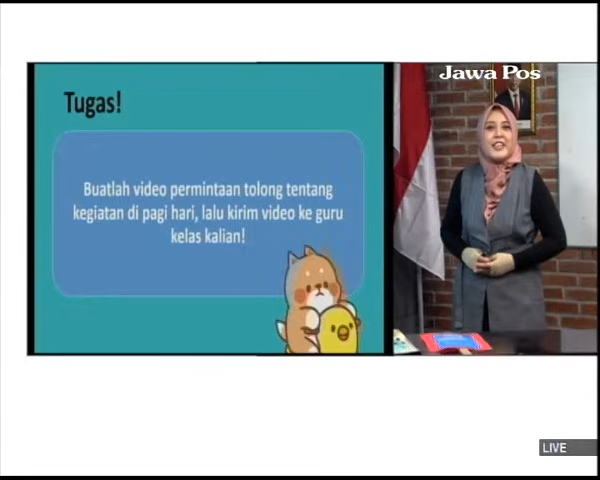 Jawa Pos
Tugas!
Buatlah video permintaan tolong tentang
kegiatan di pagi hari, lalu kirim video ke guru
kelas kalian!
LIVE